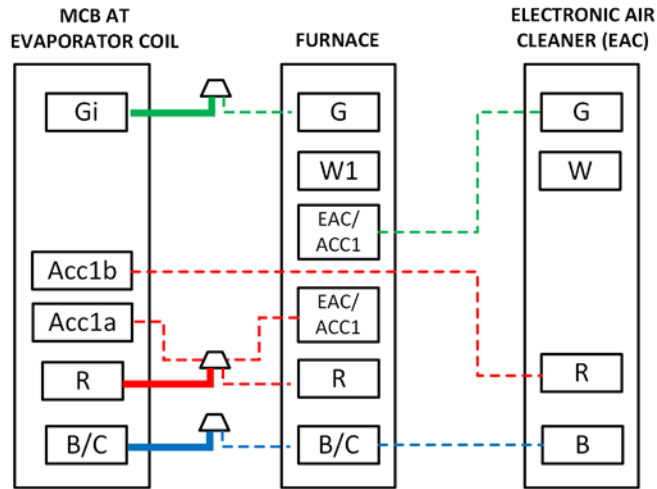 MCB AT
EVAPORATOR COIL
Gi
Acc1b
Acc1a
R
B/C
FURNACE
G
W1
EAC/
ACC1
EAC/
ACC1
R
B/C
ELECTRONIC AIR
CLEANER (EAC)
G
W
R
B